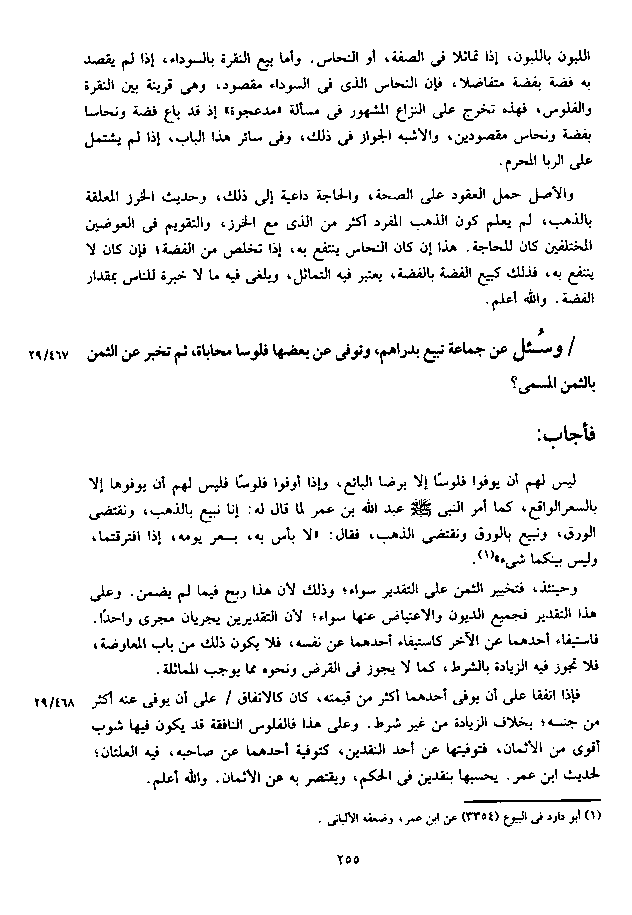 اللبون باللبون، إذا تماثلا فى الصفة، أو النحاس. وأما بيع النقرة بالسوداء، إذا لم يقصد
به فضة بفضة متفاضلا، فإن النحاس الذى فى السوداء مقصود، وهى قرينة بين النقرة
والفلوس، فهذه تخرج على النزاع المشهور فى مسألة «مدعجوة» إذ قد باع فضة ونحاسا
بفضة ونحاس مقصودين، والأشبه الجواز فى ذلك، وفى سائر هذا الباب، إذا لم يشتمل
على الربا المحرم.
والأصل حمل العقود على الصحة، والحاجة داعية إلى ذلك، وحديث الخرز المعلقة
بالذهب، لم يعلم كون الذهب المفرد أكثر من الذى مع الخرز، والتقويم فى العوضين
المختلفين كان للحاجة. هذا إن كان النحاس ينتفع به، إذا تخلص من الفضة؛ فإن كان لا
ينتفع به، فذلك كبيع الفضة بالفضة، يعتبر فيه التماثل، ويلغى فيه ما لا خبرة للناس بمقدار
الفضة. والله أعلم.
/ وسُئل عن جماعة تبيع بدراهم، وتوفى عن بعضها فلوسا محاباة، ثم تخبر عن الثمن ٢٩/٤٦٧
بالثمن المسمى؟
فأجاب:
ليس لهم أن يوفوا فلوسًا إلا برضا البائع، وإذا أوفوا فلوسًا فليس لهم أن يوفوها إلا
بالسعر الواقع، كما أمر النبى ﷺ عبد الله بن عمر لما قال له: إنا نبيع بالذهب، ونقتضى
الورق، ونبيع بالورق ونقتضى الذهب، فقال: «لا بأس به، بسعر يومه، إذا افترقتما،
وليس بينكما شىء»(١).
وحينئذ، فتخبير الثمن على التقدير سواء؛ وذلك لأن هذا ربح فيما لم يضمن. وعلى
هذا التقدير فجميع الديون والاعتياض عنها سواء؛ لأن التقديرين يجريان مجرى واحدًا.
فاستيفاء أحدهما عن الآخر كاستيفاء أحدهما عن نفسه، فلا يكون ذلك من باب المعاوضة،
فلا تجوز فيه الزيادة بالشرط، كما لا يجوز فى القرض ونحوه مما يوجب المماثلة.
فإذا اتفقا على أن يوفى أحدهما أكثر من قيمته، كان كالاتفاق / على أن يوفى عنه أكثر ٢٩/٤٦٨
من جنسه؛ بخلاف الزيادة من غير شرط. وعلى هذا فالفلوس النافقة قد يكون فيها شوب
أقوى من الأثمان، فتوفيتها عن أحد النقدين، كتوفية أحدهما عن صاحبه، فيه العلتان؛
لحديث ابن عمر. يحسبها بنقدين فى الحكم، ويقتصر به عن الأثمان. والله أعلم.
(١) أبو داود فى البيوع (٣٣٥٤) عن ابن عمر، وضعفه الألبانى .
٢٥٥